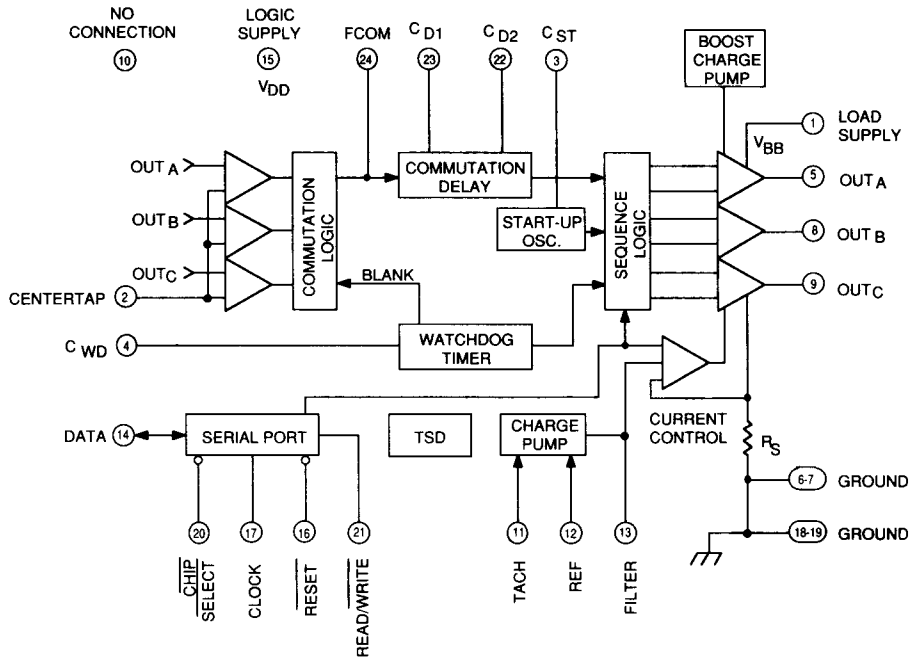 NO CONNECTION
10
LOGIC SUPPLY
15
VDD
FCOM
24
CD1
23
CD2
22
CST
3
BOOST CHARGE PUMP
1
LOAD SUPPLY
VBB
OUTA
OUTB
OUTC
CENTERTAP
2
COMMUTATION LOGIC
COMMUTATION DELAY
START-UP OSC.
SEQUENCE LOGIC
5
OUTA
8
OUTB
9
OUTC
BLANK
CWD
4
WATCHDOG TIMER
CURRENT CONTROL
DATA
14
SERIAL PORT
TSD
CHARGE PUMP
RS
6-7
GROUND
18-19
GROUND
20
17
16
21
11
12
13
CHIP SELECT
CLOCK
RESET
READ/WRITE
TACH
REF
FILTER